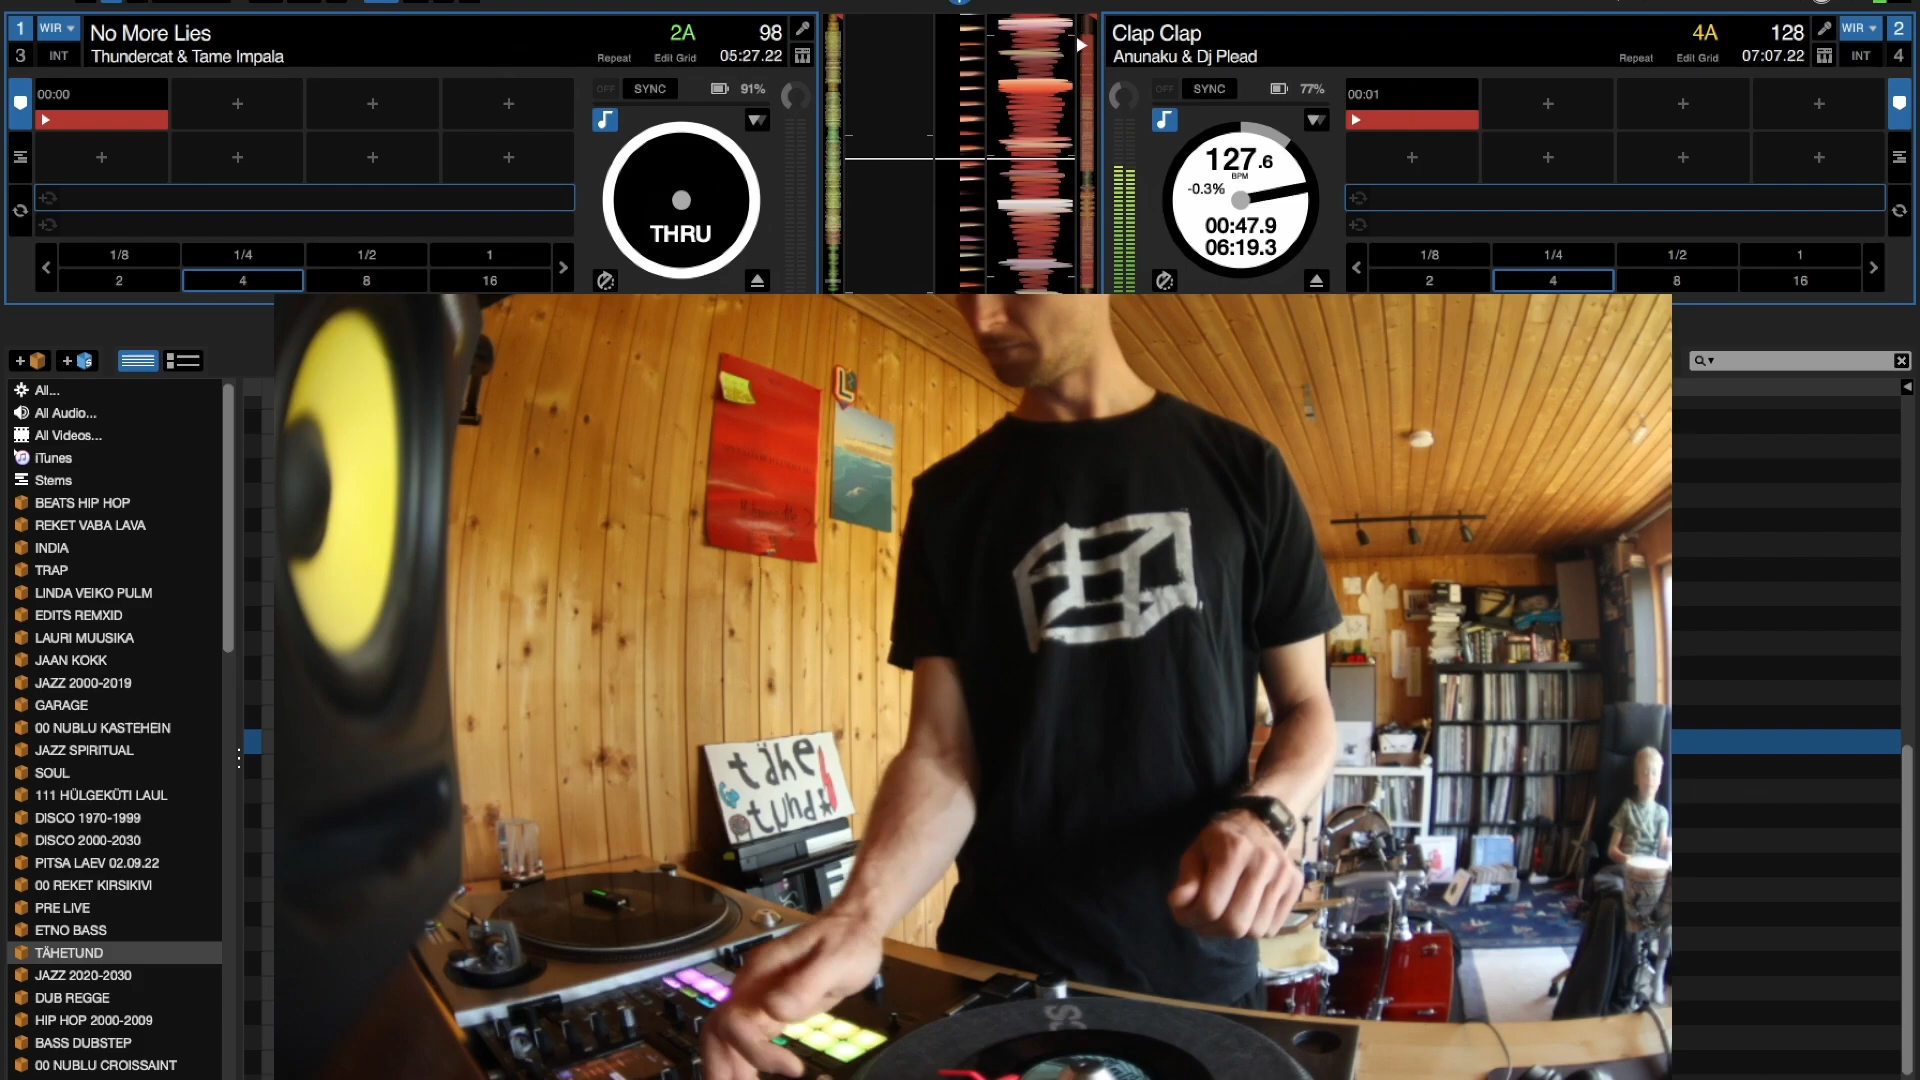 1 WIR No More Lies 2A 98
3 INT Thundercat & Tame Impala Repeat Edit Grid 05:27.22
Clap Clap 4A 128 WIR 2
Anunaku & Dj Plead Repeat Edit Grid 07:07.22 INT 4
00:00
OFF SYNC 91%
THRU
1/8 1/4 1/2 1
2 4 8 16
OFF SYNC 77%
127.6
BPM
-0.3%
00:47.9
06:19.3
00:01
1/8 1/4 1/2 1
2 4 8 16
All...
All Audio...
All Videos...
iTunes
Stems
BEATS HIP HOP
REKET VABA LAVA
INDIA
TRAP
LINDA VEIKO PULM
EDITS REMXID
LAURI MUUSIKA
JAAN KOKK
JAZZ 2000-2019
GARAGE
00 NUBLU KASTEHEIN
JAZZ SPIRITUAL
SOUL
111 HÜLGEKÜTI LAUL
DISCO 1970-1999
DISCO 2000-2030
PITSA LAEV 02.09.22
00 REKET KIRSIKIVI
PRE LIVE
ETNO BASS
TÄHETUND
JAZZ 2020-2030
DUB REGGE
HIP HOP 2000-2009
BASS DUBSTEP
00 NUBLU CROISSAINT
tähe
tund